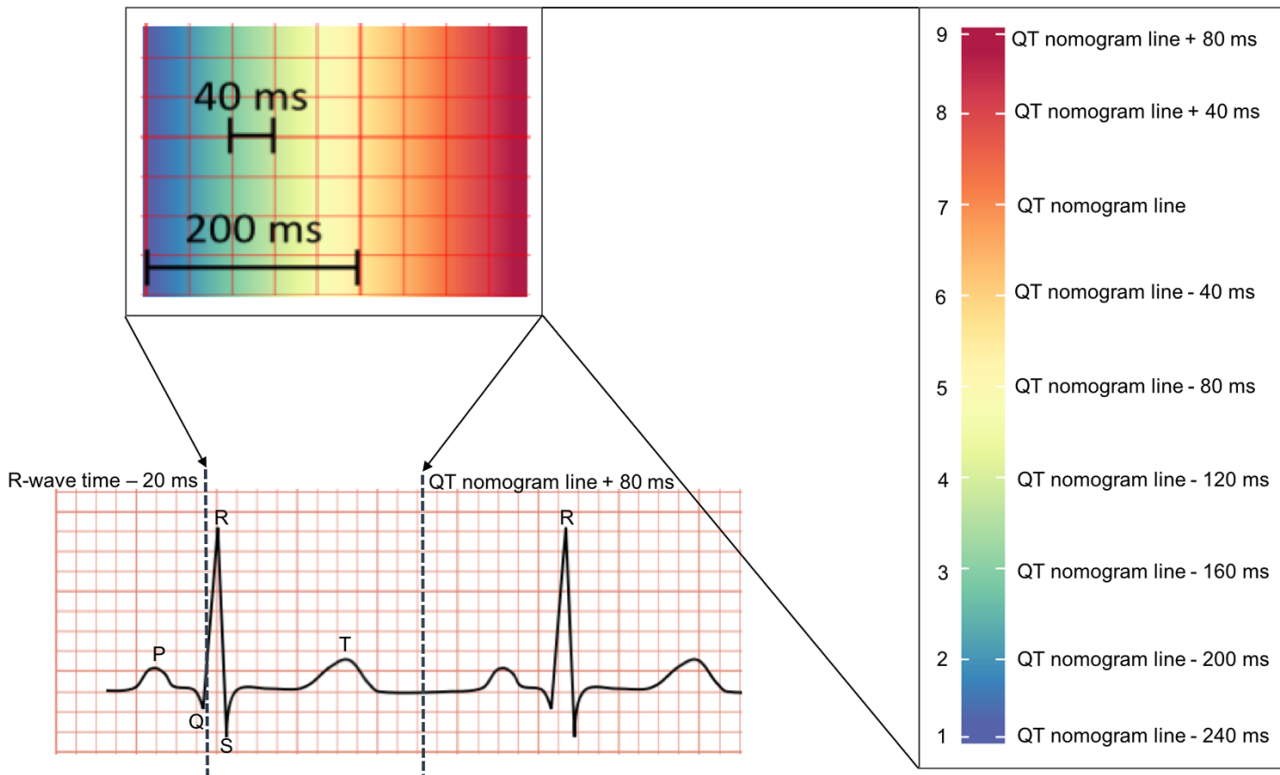 40 ms
200 ms
R-wave time – 20 ms
QT nomogram line + 80 ms
R
R
P
T
Q
S
9 QT nomogram line + 80 ms
8 QT nomogram line + 40 ms
7 QT nomogram line
6 QT nomogram line - 40 ms
5 QT nomogram line - 80 ms
4 QT nomogram line - 120 ms
3 QT nomogram line - 160 ms
2 QT nomogram line - 200 ms
1 QT nomogram line - 240 ms